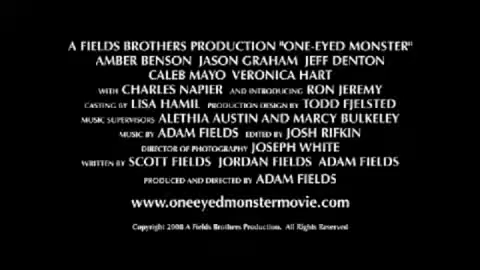 A FIELDS BROTHERS PRODUCTION "ONE-EYED MONSTER"
AMBER BENSON JASON GRAHAM JEFF DENTON
CALEB MAYO VERONICA HART
WITH CHARLES NAPIER AND INTRODUCING RON JEREMY
CASTING BY LISA HAMIL PRODUCTION DESIGN BY TODD FJELSTED
MUSIC SUPERVISORS ALETHIA AUSTIN AND MARCY BULKELEY
MUSIC BY ADAM FIELDS EDITED BY JOSH RIFKIN
DIRECTOR OF PHOTOGRAPHY JOSEPH WHITE
WRITTEN BY SCOTT FIELDS JORDAN FIELDS ADAM FIELDS
PRODUCED AND DIRECTED BY ADAM FIELDS
www.oneeyedmonstermovie.com
Copyright 2008 A Fields Brothers Production. All Rights Reserved